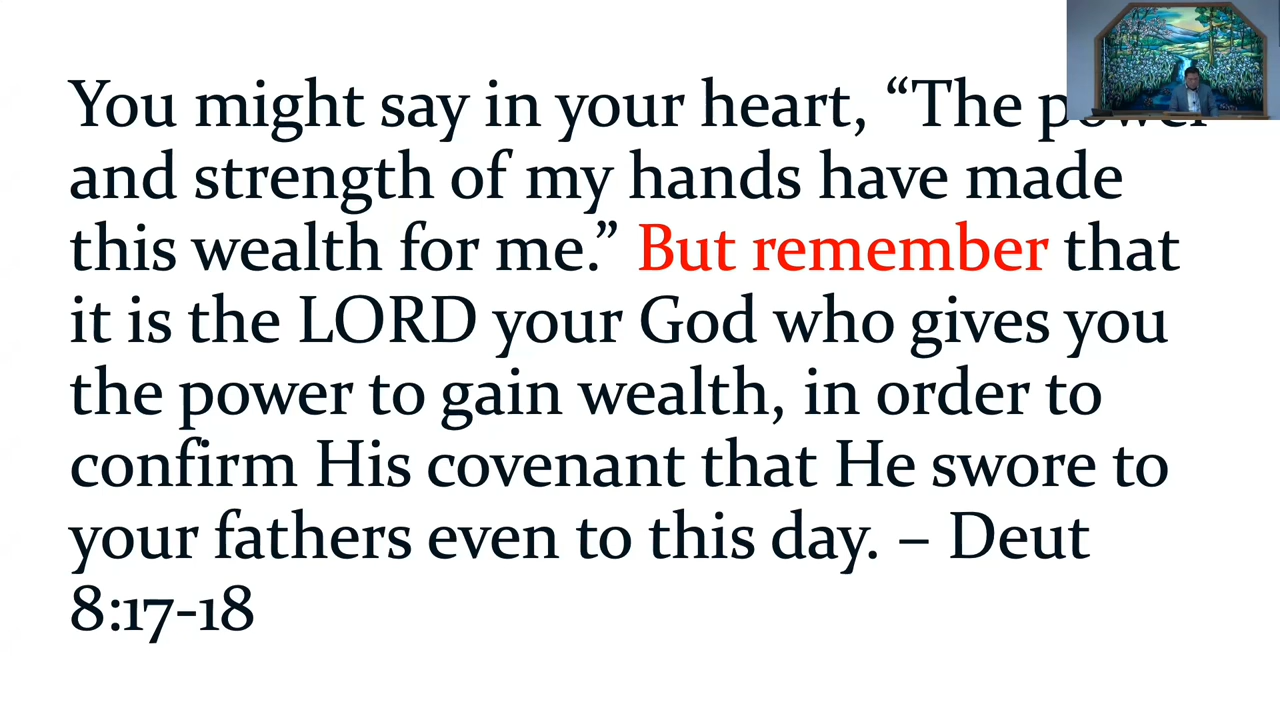 You might say in your heart, “The power
and strength of my hands have made
this wealth for me.” But remember that
it is the LORD your God who gives you
the power to gain wealth, in order to
confirm His covenant that He swore to
your fathers even to this day. – Deut
8:17-18